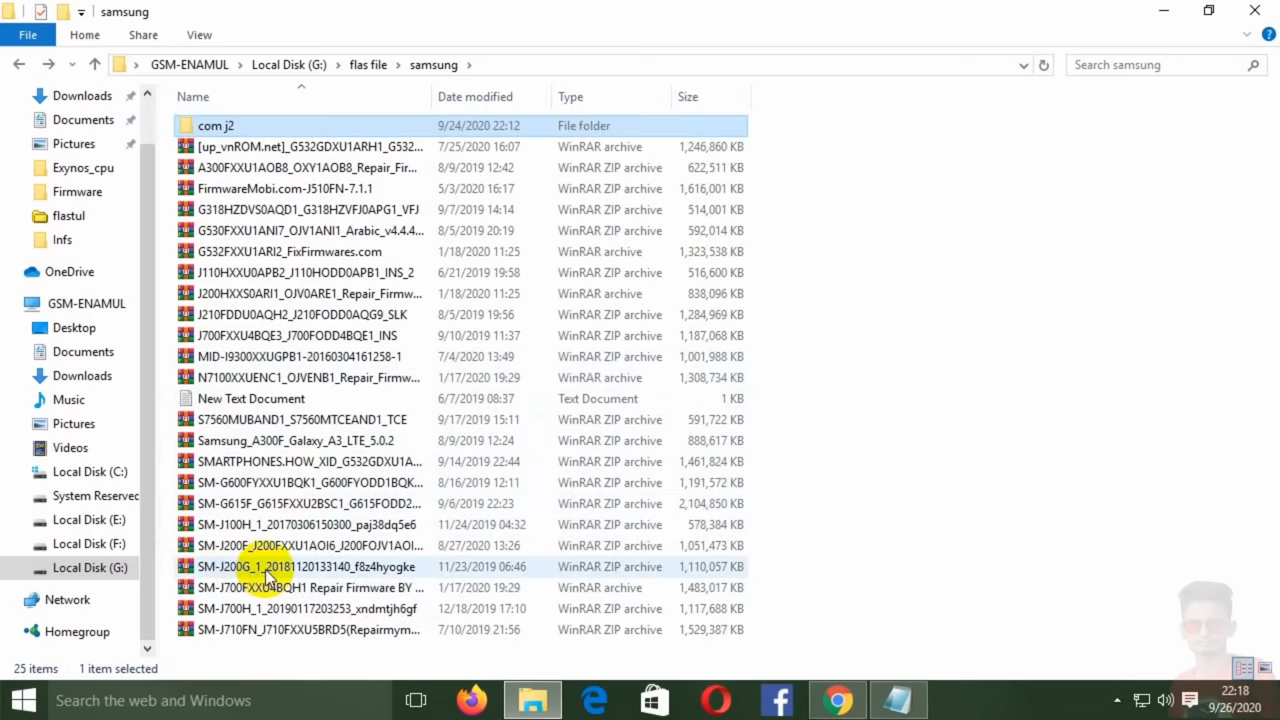 samsung
File Home Share View
GSM-ENAMUL Local Disk (G:) flas file samsung
Search samsung
Name Date modified Type Size
com j2 9/24/2020 22:12 File folder
[up_vnROM.net]_G532GDXU1ARH1_G532... 7/25/2020 16:07 WinRAR archive 1,246,860 KB
A300FXXU1AOB8_OXY1AOB8_Repair_Fir... 8/9/2019 12:42 WinRAR ZIP archive 622,511 KB
FirmwareMobi.com-J510FN-7.1.1 5/3/2020 16:17 WinRAR ZIP archive 1,616,001 KB
G318HZDVS0AQD1_G318HZVFJ0APG1_VFJ 9/7/2019 14:14 WinRAR ZIP archive 514,001 KB
G530FXXU1ANI7_OJV1ANI1_Arabic_v4.4.4... 8/5/2019 20:19 WinRAR ZIP archive 592,014 KB
G532FXXU1ARI2_FixFirmwares.com 1/18/2020 11:25 WinRAR ZIP archive 1,323,538 KB
J110HXXU0APB2_J110HODD0APB1_INS_2 6/21/2019 19:58 WinRAR ZIP archive 516,600 KB
J200HXXS0ARI1_OJV0ARE1_Repair_Firmw... 1/18/2020 11:25 WinRAR archive 838,096 KB
J210FDDU0AQH2_J210FODD0AQG9_SLK 8/5/2019 19:56 WinRAR ZIP archive 1,284,969 KB
J700FXXU4BQE3_J700FODD4BQE1_INS 9/10/2019 11:37 WinRAR ZIP archive 1,187,068 KB
MID-I9300XXUGPB1-20160304161258-1 7/4/2020 13:49 WinRAR ZIP archive 1,001,988 KB
N7100XXUENC1_OJVENB1_Repair_Firmw... 1/17/2020 19:29 WinRAR archive 1,308,734 KB
New Text Document 6/7/2019 08:37 Text Document 1 KB
S7560MUBAND1_S7560MTCEAND1_TCE 9/17/2019 15:11 WinRAR ZIP archive 591,722 KB
Samsung_A300F_Galaxy_A3_LTE_5.0.2 8/9/2019 12:24 WinRAR ZIP archive 888,617 KB
SMARTPHONES.HOW_XID_G532GDXU1A... 9/14/2019 22:44 WinRAR ZIP archive 1,461,824 KB
SM-G600FYXXU1BQK1_G600FYODD1BQK... 8/16/2019 12:11 WinRAR ZIP archive 1,191,572 KB
SM-G615F_G615FXXU2BSC1_G615FODD2... 9/6/2019 22:23 WinRAR ZIP archive 2,104,850 KB
SM-J100H_1_20170306150300_paj38dq5e6 11/24/2019 04:32 WinRAR ZIP archive 578,384 KB
SM-J200F_J200FXXU1AOI6_J200FOJV1AOI... 8/27/2020 13:26 WinRAR ZIP archive 1,051,473 KB
SM-J200G_1_20181120133140_f8z4hyogke 11/23/2019 06:46 WinRAR ZIP archive 1,110,057 KB
SM-J700FXXU4BQH1 Repair Firmware BY ... 1/17/2020 19:29 WinRAR ZIP archive 1,483,017 KB
SM-J700H_1_20190117203253_xndmtjh6gf 12/18/2019 17:10 WinRAR ZIP archive 1,117,688 KB
SM-J710FN_J710FXXU5BRD5(Repairmym... 7/10/2019 21:56 WinRAR ZIP archive 1,529,387 KB
Downloads
Documents
Pictures
Exynos_cpu
Firmware
flastul
Infs
OneDrive
GSM-ENAMUL
Desktop
Documents
Downloads
Music
Pictures
Videos
Local Disk (C:)
System Reserved
Local Disk (E:)
Local Disk (F:)
Local Disk (G:)
Network
Homegroup
25 items 1 item selected
Search the web and Windows
22:18
9/26/2020